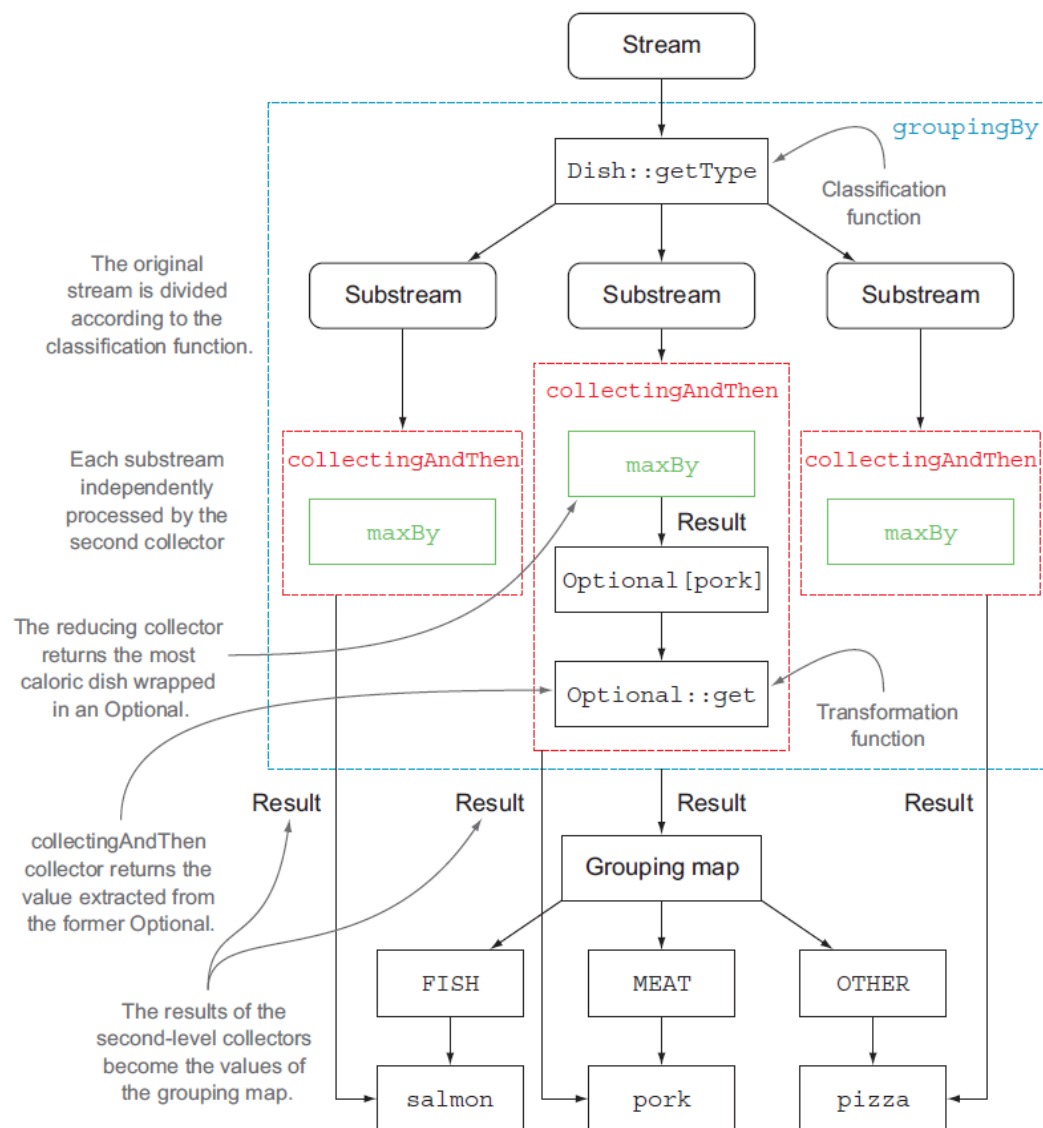 Stream
groupingBy
Dish::getType
Classification
function
The original
stream is divided
according to the
classification function.
Substream
Substream
Substream
collectingAndThen
maxBy
Result
Optional[pork]
Optional::get
Each substream
independently
processed by the
second collector
collectingAndThen
maxBy
collectingAndThen
maxBy
The reducing collector
returns the most
caloric dish wrapped
in an Optional.
Transformation
function
collectingAndThen
collector returns the
value extracted from
the former Optional.
Result
Result
Result
Result
Grouping map
FISH
MEAT
OTHER
The results of the
second-level collectors
become the values of
the grouping map.
salmon
pork
pizza